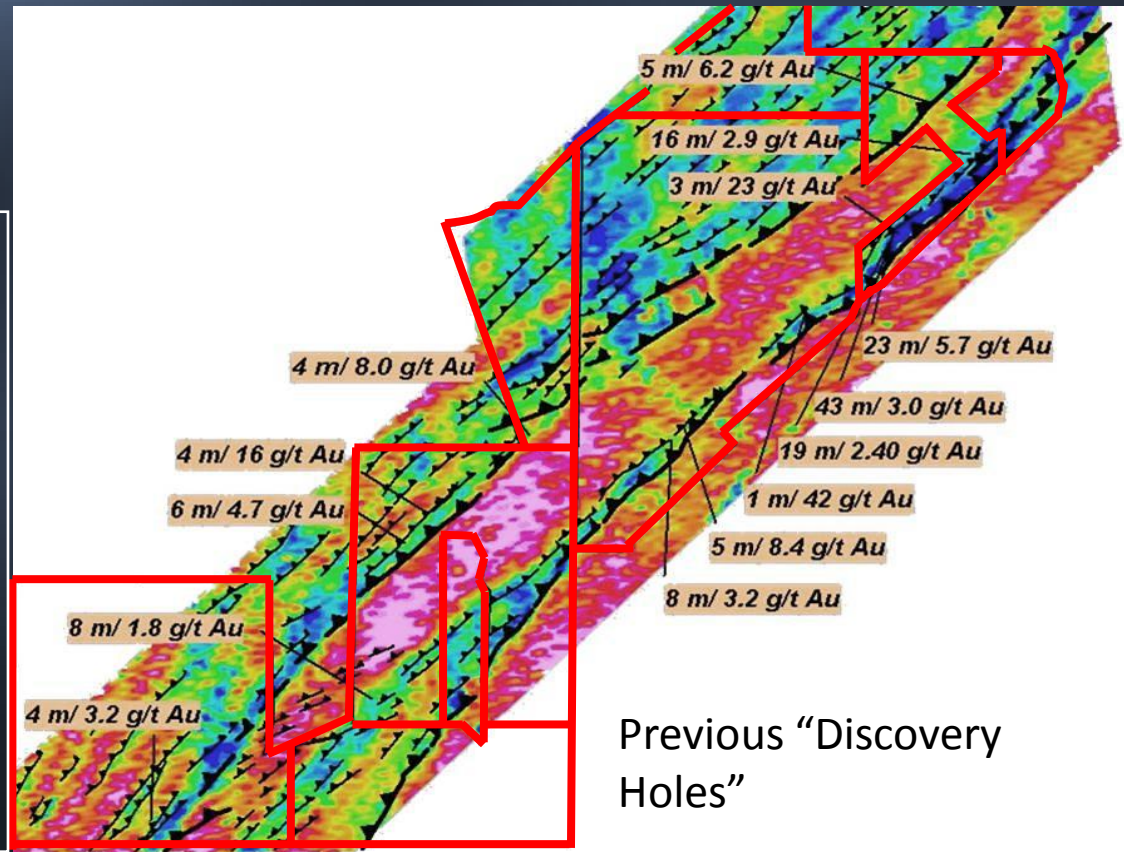 5 m/ 6.2 g/t Au
16 m/ 2.9 g/t Au
3 m/ 23 g/t Au
23 m/ 5.7 g/t Au
4 m/ 8.0 g/t Au
43 m/ 3.0 g/t Au
19 m/ 2.40 g/t Au
4 m/ 16 g/t Au
1 m/ 42 g/t Au
6 m/ 4.7 g/t Au
5 m/ 8.4 g/t Au
8 m/ 3.2 g/t Au
8 m/ 1.8 g/t Au
4 m/ 3.2 g/t Au
Previous “Discovery
Holes”